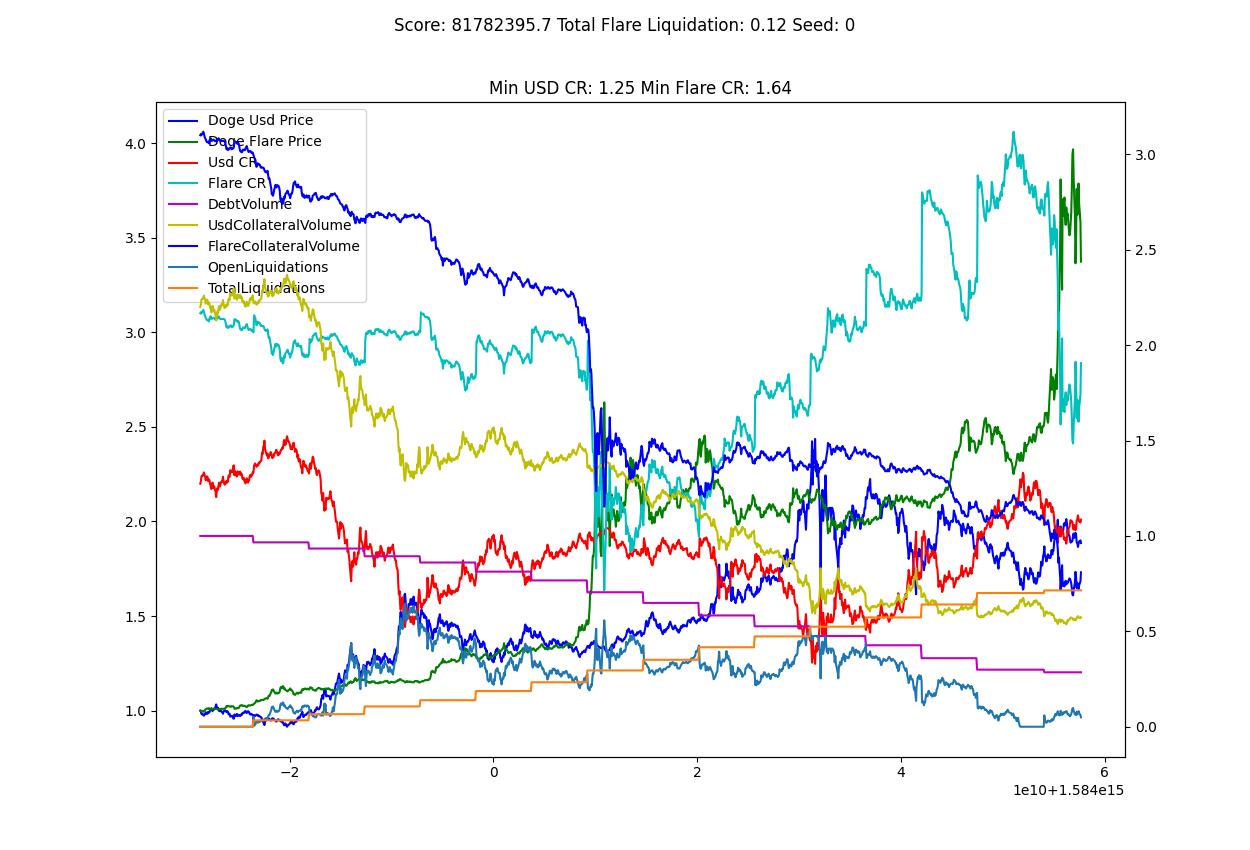 Score: 81782395.7 Total Flare Liquidation: 0.12 Seed: 0
Min USD CR: 1.25 Min Flare CR: 1.64
Doge Usd Price
Doge Flare Price
Usd CR
Flare CR
DebtVolume
UsdCollateralVolume
FlareCollateralVolume
OpenLiquidations
TotalLiquidations
4.0
3.5
3.0
2.5
2.0
1.5
1.0
3.0
2.5
2.0
1.5
1.0
0.5
0.0
−2 0 2 4 6
1e10+1.584e15